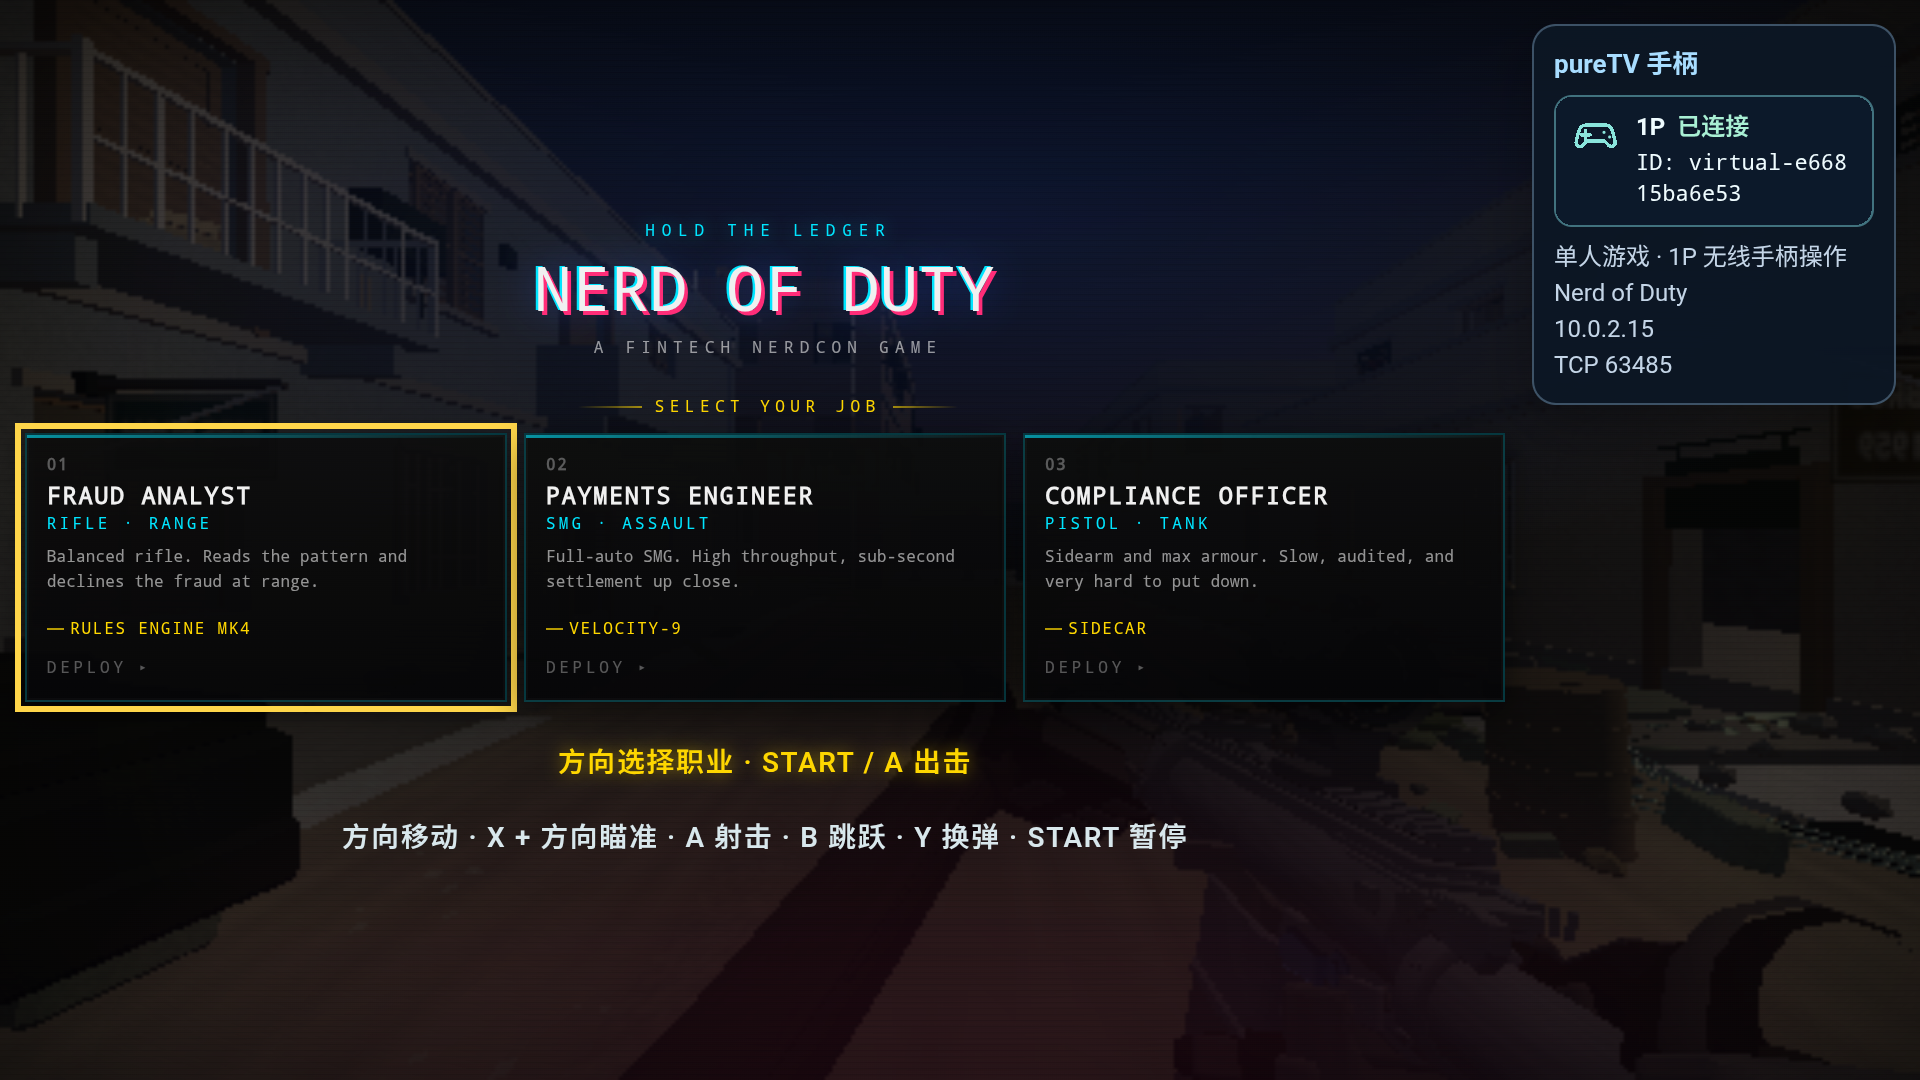 HOLD THE LEDGER
NERD OF DUTY
A FINTECH NERDCON GAME
SELECT YOUR JOB
01
FRAUD ANALYST
RIFLE · RANGE
Balanced rifle. Reads the pattern and
declines the fraud at range.
— RULES ENGINE MK4
DEPLOY ▸
02
PAYMENTS ENGINEER
SMG · ASSAULT
Full-auto SMG. High throughput, sub-second
settlement up close.
— VELOCITY-9
DEPLOY ▸
03
COMPLIANCE OFFICER
PISTOL · TANK
Sidearm and max armour. Slow, audited, and
very hard to put down.
— SIDECAR
DEPLOY ▸
方向选择职业 · START / A 出击
方向移动 · X + 方向瞄准 · A 射击 · B 跳跃 · Y 换弹 · START 暂停
pureTV 手柄
1P 已连接
ID: virtual-e668
15ba6e53
单人游戏 · 1P 无线手柄操作
Nerd of Duty
10.0.2.15
TCP 63485